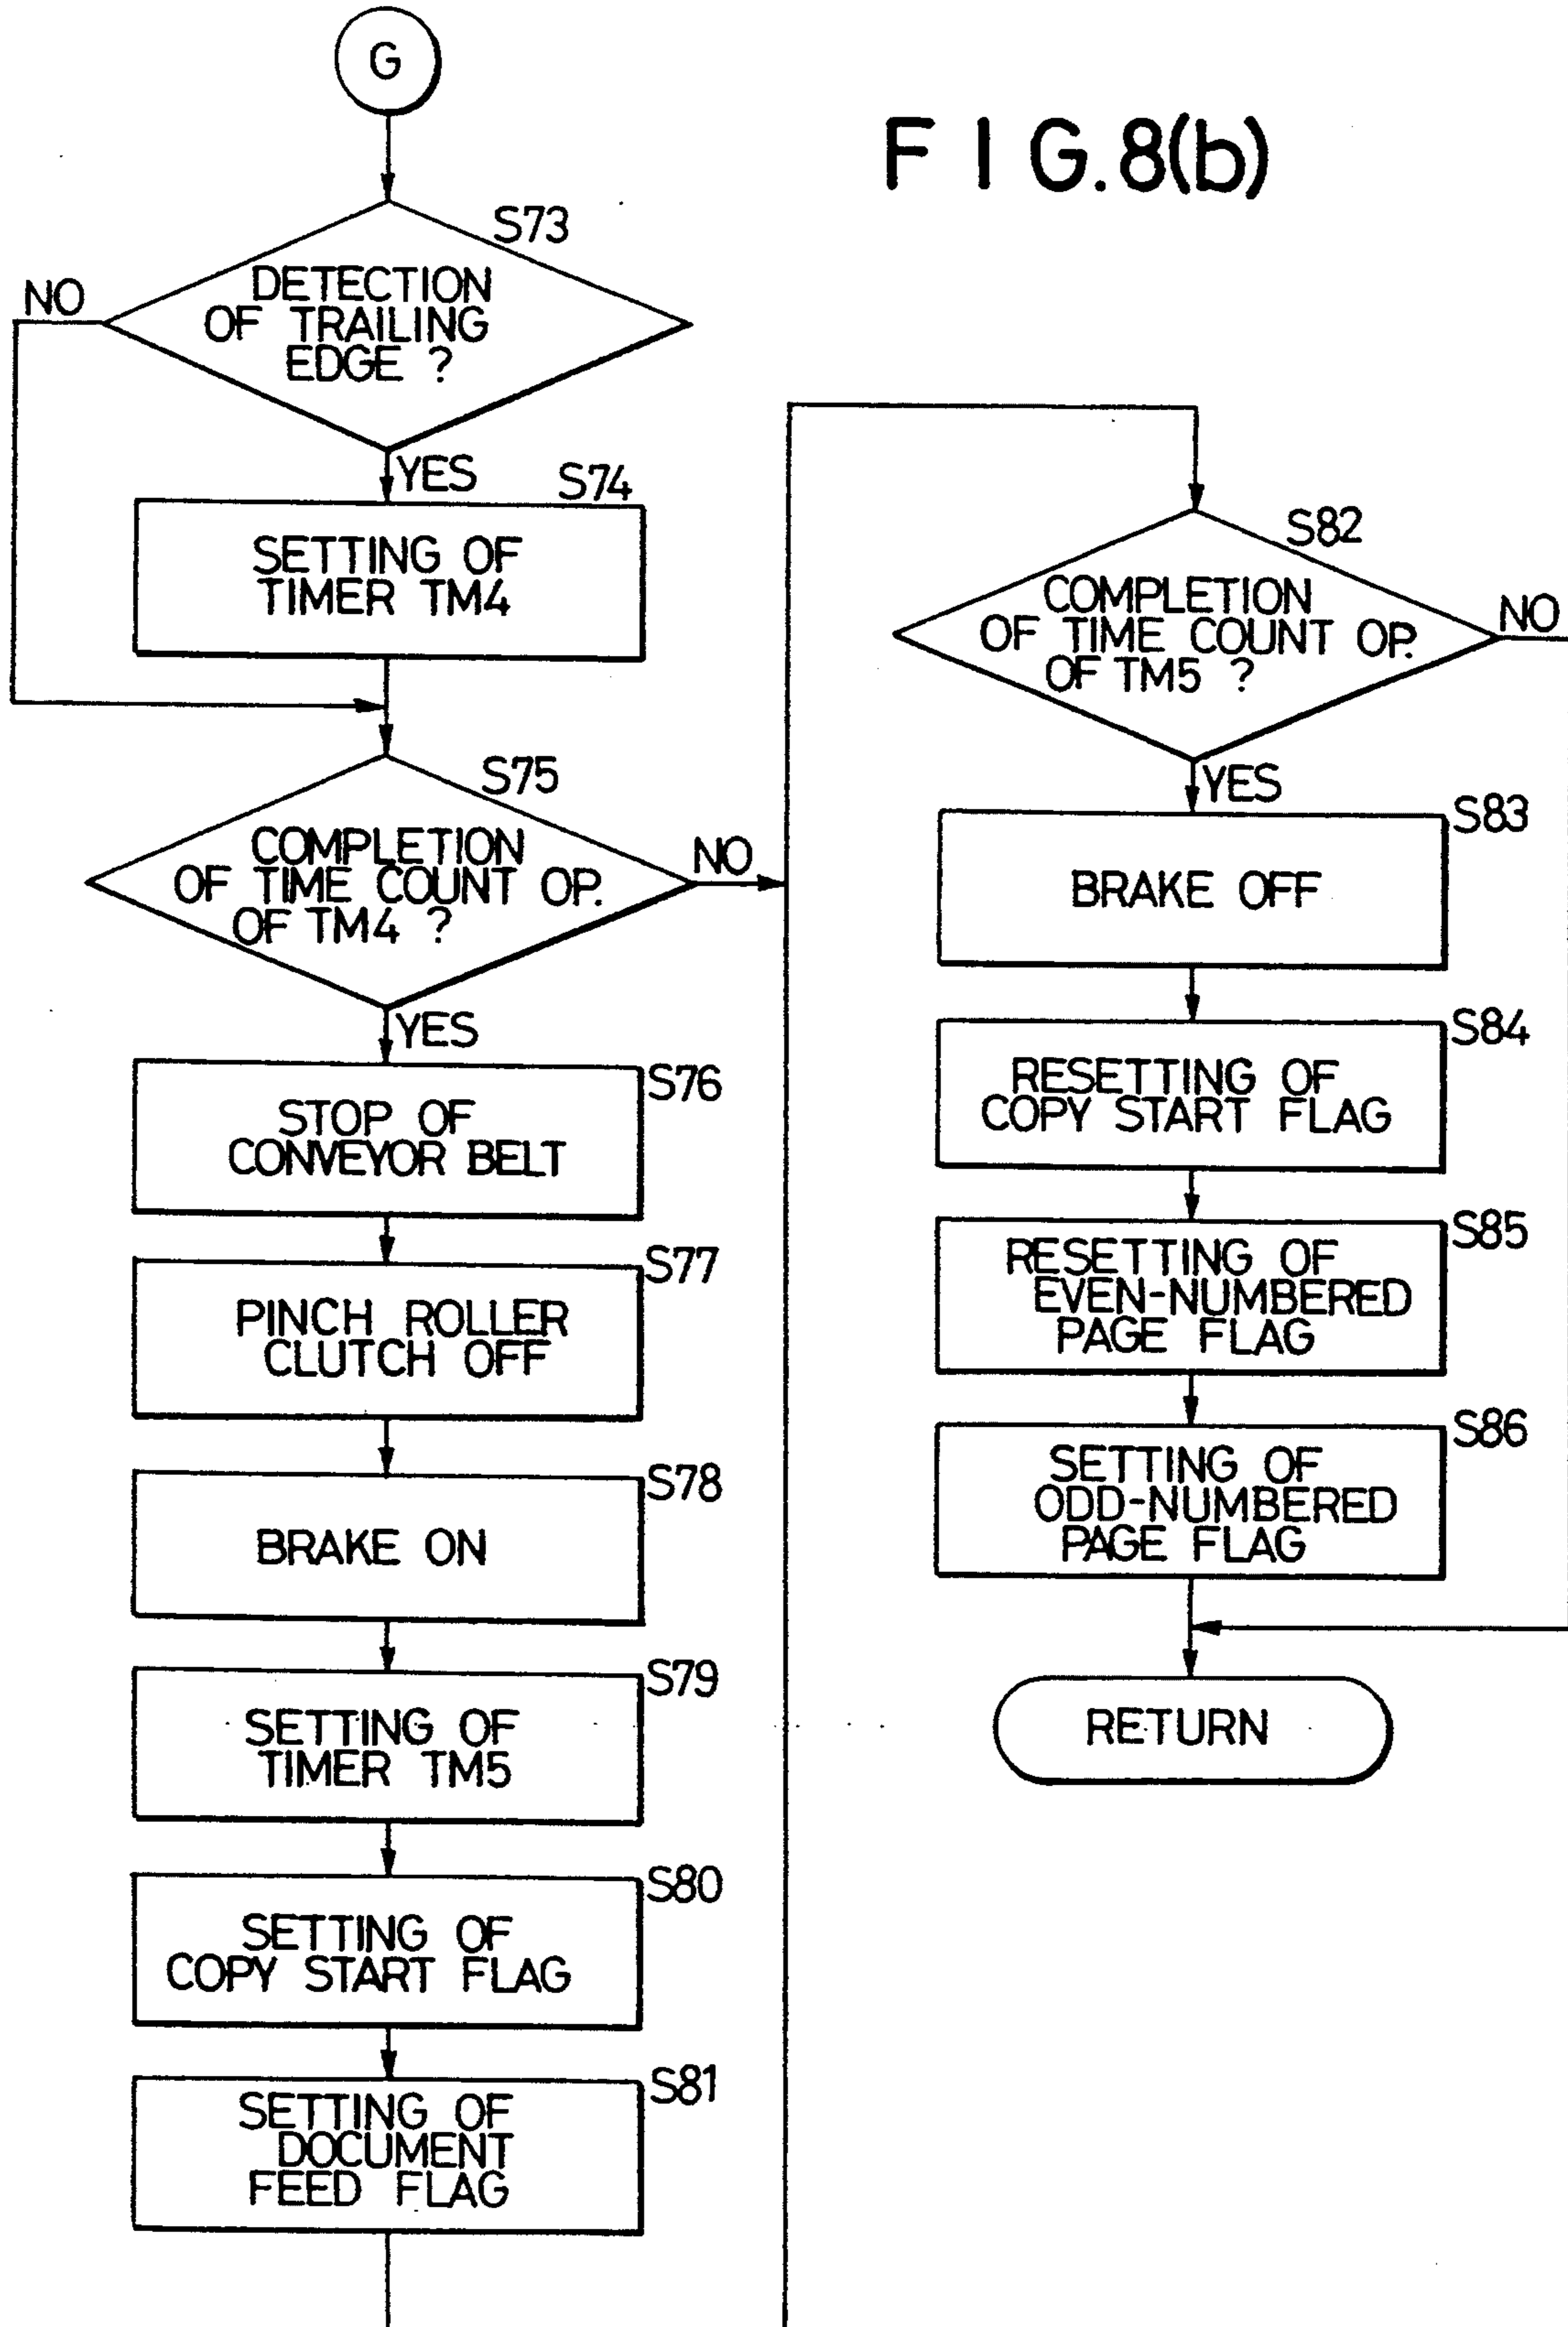 G
F I G.8(b)
S73
DETECTION
OF TRAILING
EDGE ?
NO
YES
S74
SETTING OF
TIMER TM4
S75
COMPLETION
OF TIME COUNT OP.
OF TM4 ?
NO
YES
S76
STOP OF
CONVEYOR BELT
S77
PINCH ROLLER
CLUTCH OFF
S78
BRAKE ON
S79
SETTING OF
TIMER TM5
S80
SETTING OF
COPY START FLAG
S81
SETTING OF
DOCUMENT
FEED FLAG
S82
COMPLETION
OF TIME COUNT OP.
OF TM5 ?
NO
YES
S83
BRAKE OFF
S84
RESETTING OF
COPY START FLAG
S85
RESETTING OF
EVEN-NUMBERED
PAGE FLAG
S86
SETTING OF
ODD-NUMBERED
PAGE FLAG
RETURN